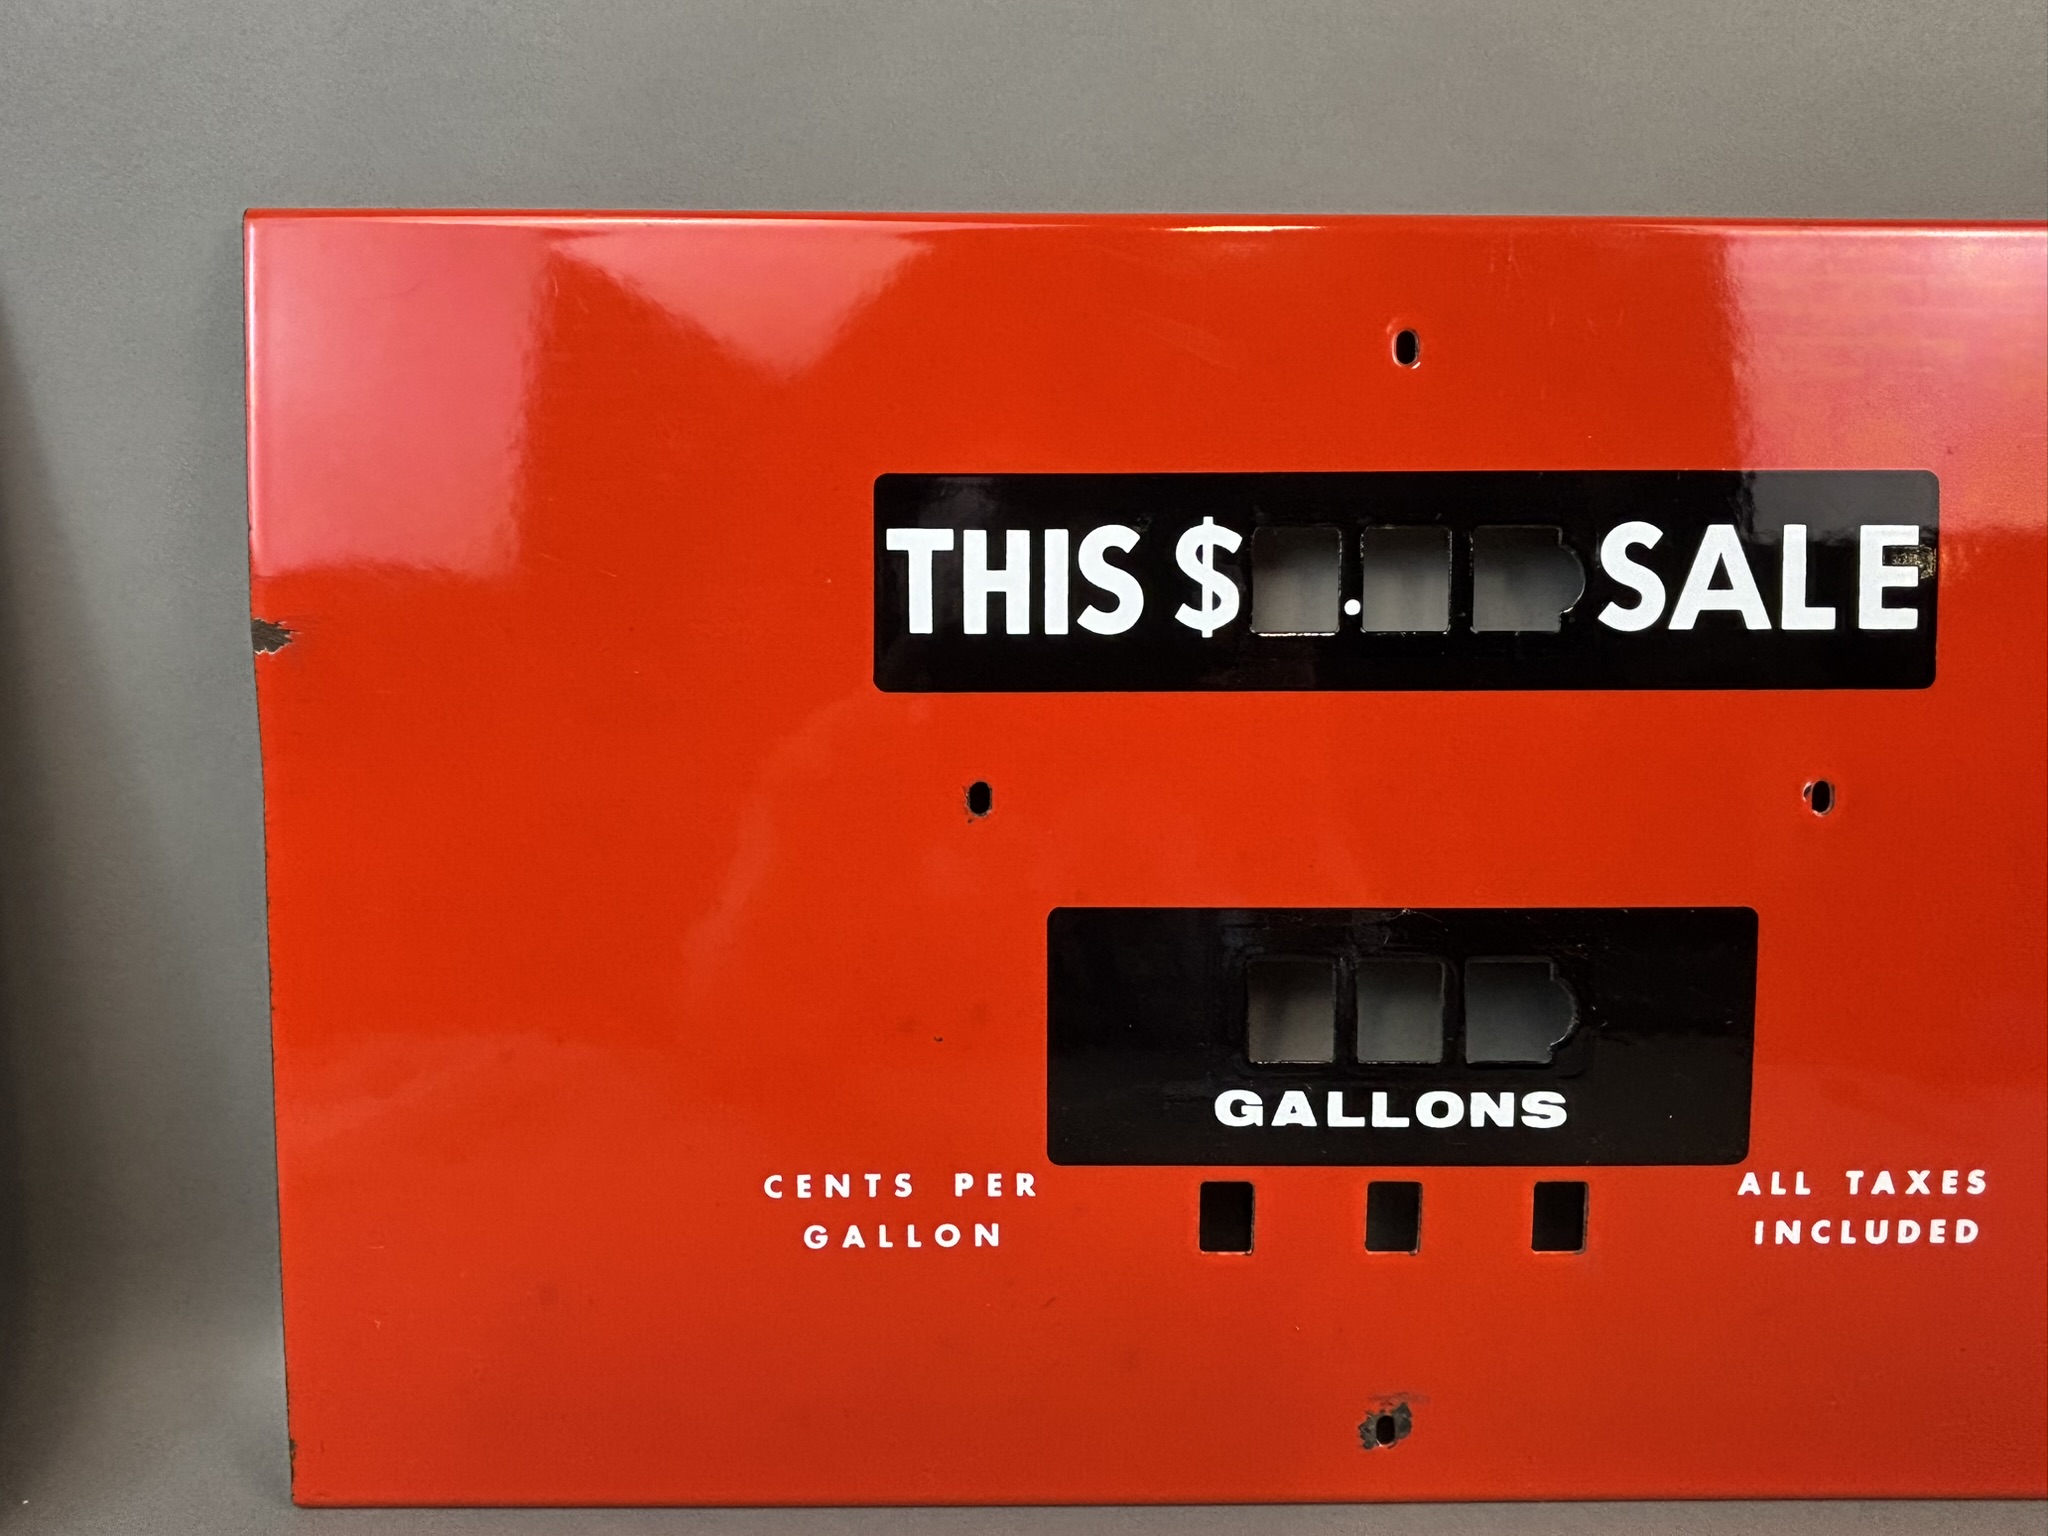 THIS $ . SALE
GALLONS
CENTS PER
GALLON
ALL TAXES
INCLUDED